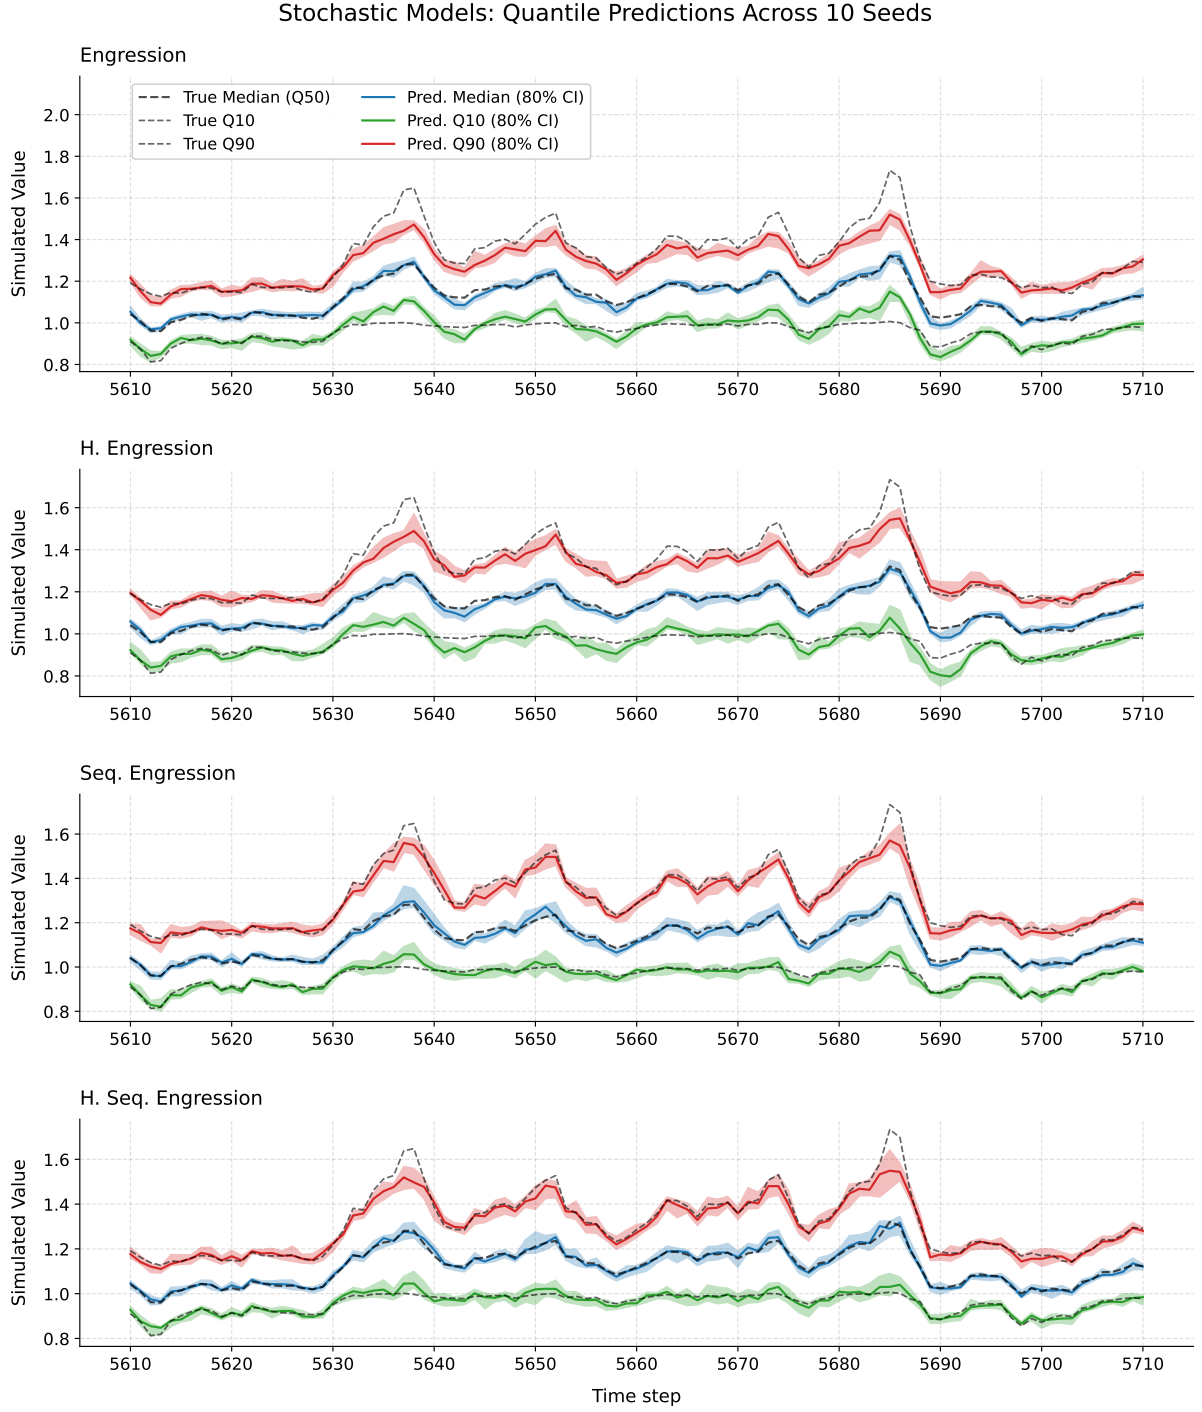 Stochastic Models: Quantile Predictions Across 10 Seeds
Engression
True Median (Q50)
True Q10
True Q90
Pred. Median (80% CI)
Pred. Q10 (80% CI)
Pred. Q90 (80% CI)
Simulated Value
2.0
1.8
1.6
1.4
1.2
1.0
0.8
5610 5620 5630 5640 5650 5660 5670 5680 5690 5700 5710
H. Engression
Simulated Value
1.6
1.4
1.2
1.0
0.8
5610 5620 5630 5640 5650 5660 5670 5680 5690 5700 5710
Seq. Engression
Simulated Value
1.6
1.4
1.2
1.0
0.8
5610 5620 5630 5640 5650 5660 5670 5680 5690 5700 5710
H. Seq. Engression
Simulated Value
1.6
1.4
1.2
1.0
0.8
5610 5620 5630 5640 5650 5660 5670 5680 5690 5700 5710
Time step